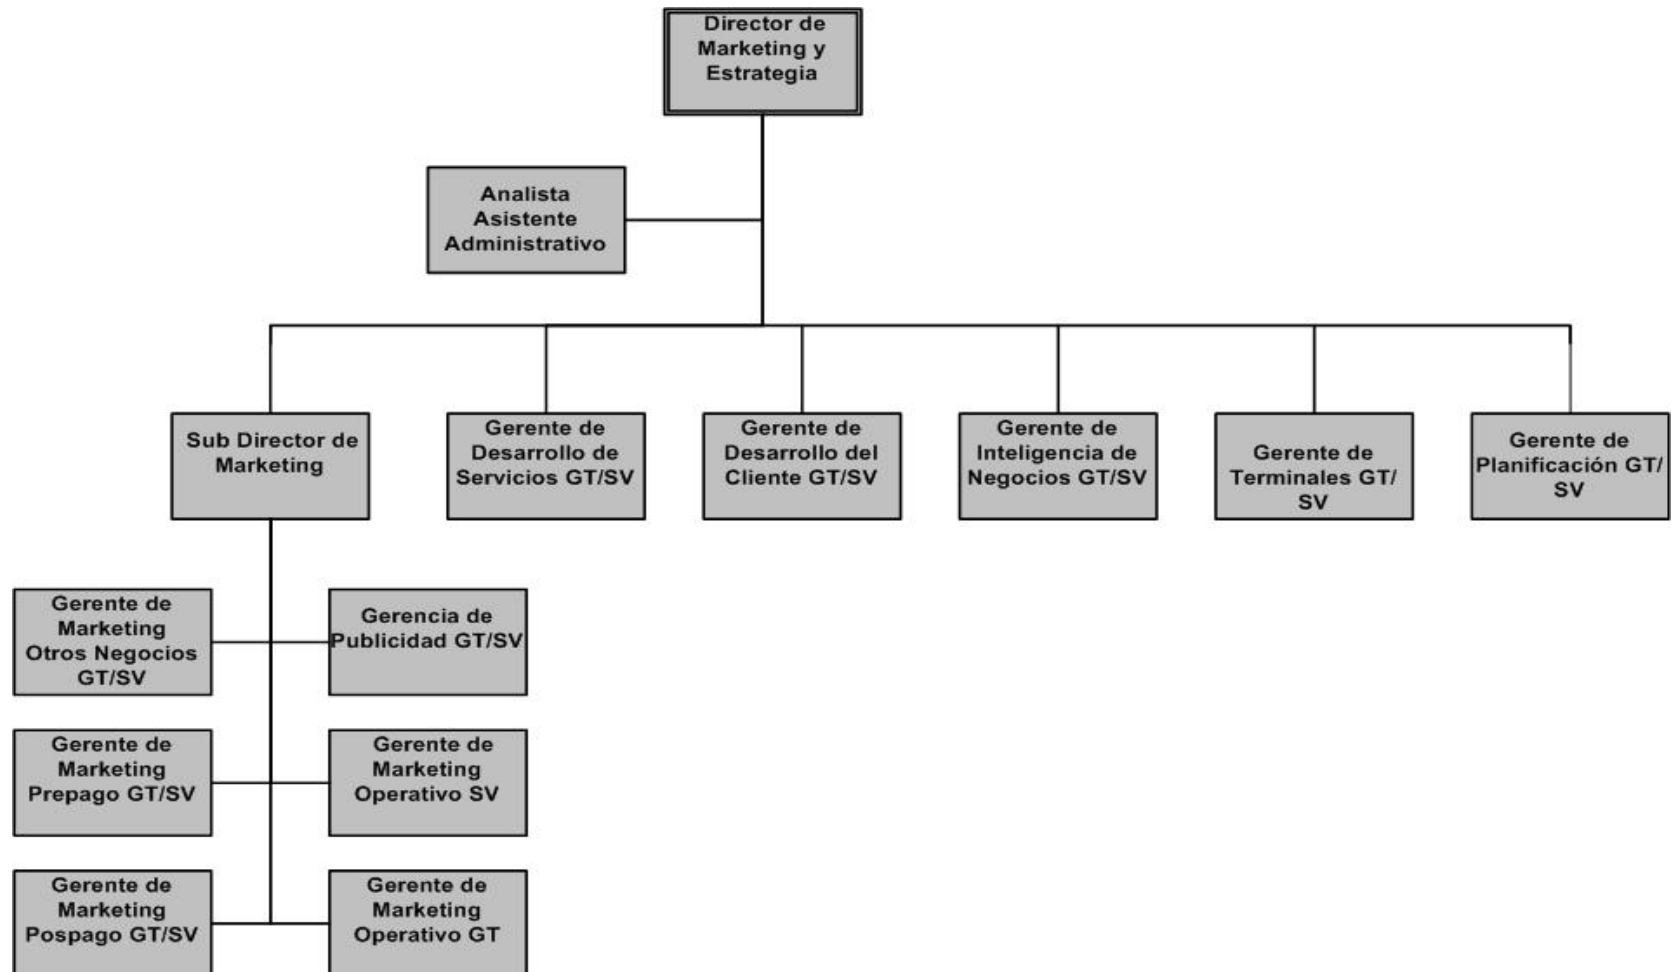 Director de
Marketing y
Estrategia
Analista
Asistente
Administrativo
Sub Director de
Marketing
Gerente de
Desarrollo de
Servicios GT/SV
Gerente de
Desarrollo del
Cliente GT/SV
Gerente de
Inteligencia de
Negocios GT/SV
Gerente de
Terminales GT/
SV
Gerente de
Planificación GT/
SV
Gerente de
Marketing
Otros Negocios
GT/SV
Gerencia de
Publicidad GT/SV
Gerente de
Marketing
Prepago GT/SV
Gerente de
Marketing
Operativo SV
Gerente de
Marketing
Pospago GT/SV
Gerente de
Marketing
Operativo GT